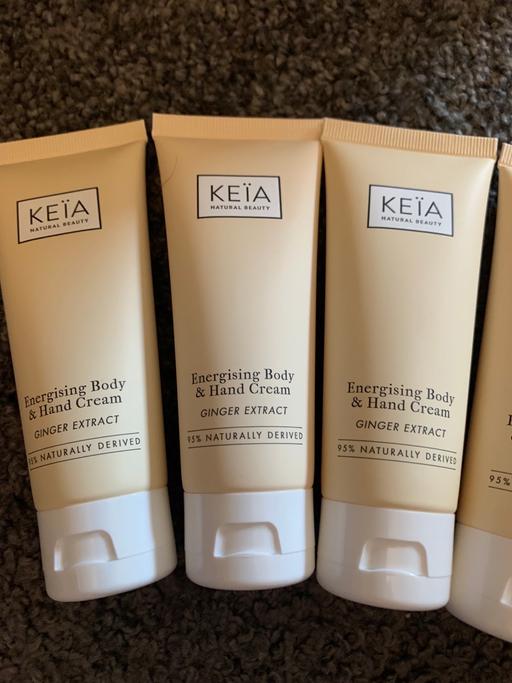 KEÏA
NATURAL BEAUTY
Energising Body
& Hand Cream
GINGER EXTRACT
95% NATURALLY DERIVED
KEÏA
NATURAL BEAUTY
Energising Body
& Hand Cream
GINGER EXTRACT
95% NATURALLY DERIVED
KEÏA
NATURAL BEAUTY
Energising Body
& Hand Cream
GINGER EXTRACT
95% NATURALLY DERIVED
95%